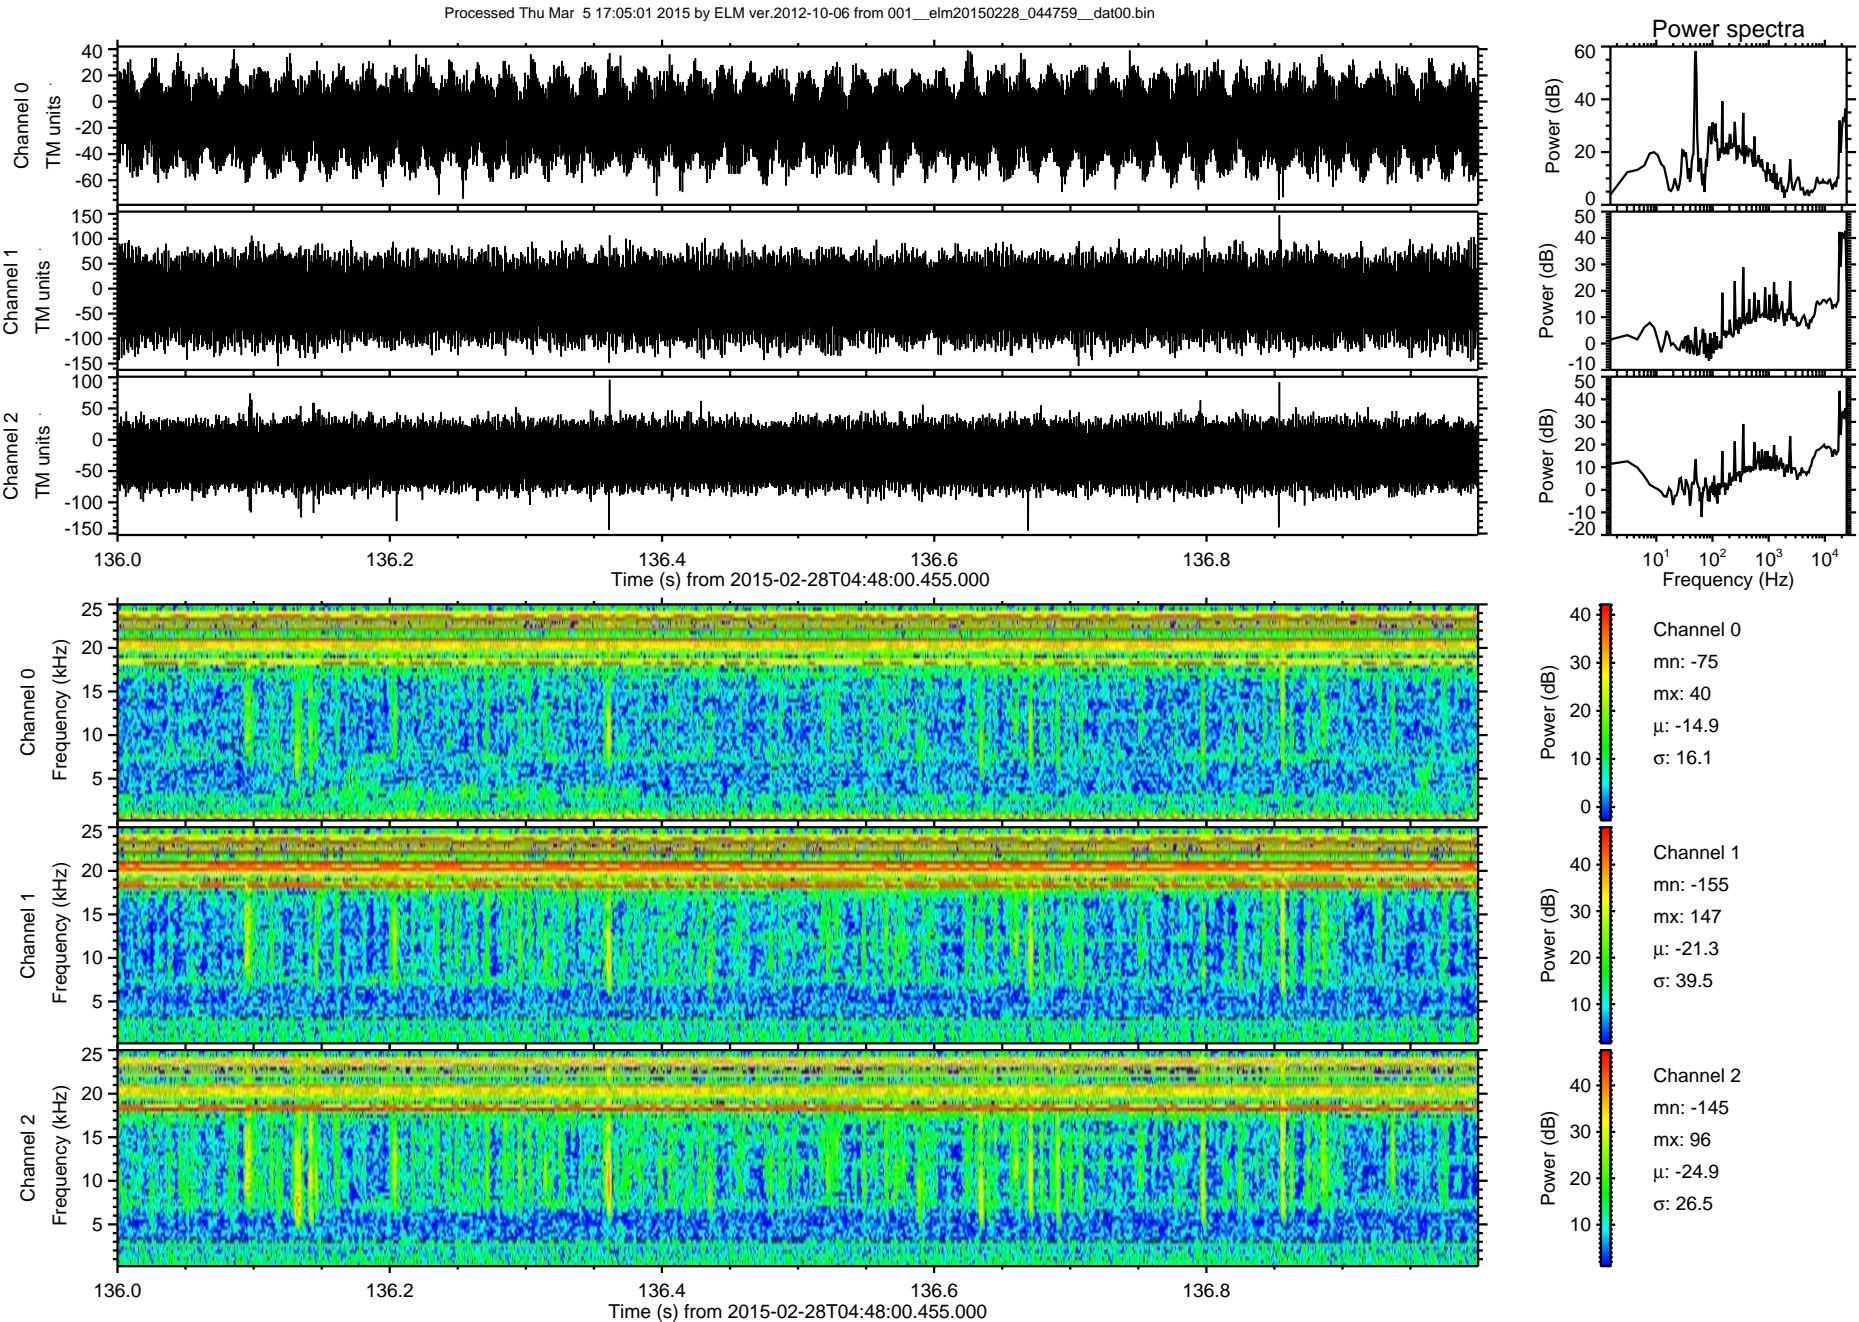 Processed Thu Mar  5 17:05:01 2015 by ELM ver.2012-10-06 from 001__elm20150228_044759__dat00.bin
Power spectra
Channel 0
TM units
40
20
0
-20
-40
-60
Power (dB)
60
40
20
0
Channel 1
TM units
150
100
50
0
-50
-100
-150
Power (dB)
50
40
30
20
10
0
-10
Channel 2
TM units
100
50
0
-50
-100
-150
Power (dB)
50
40
30
20
10
0
-10
-20
136.0 136.2 136.4 136.6 136.8
Time (s) from 2015-02-28T04:48:00.455.000
10^1 10^2 10^3 10^4
Frequency (Hz)
Channel 0
Frequency (kHz)
25
20
15
10
5
Power (dB)
40
30
20
10
0
Channel 0
mn: -75
mx: 40
μ: -14.9
σ: 16.1
Channel 1
Frequency (kHz)
25
20
15
10
5
Power (dB)
40
30
20
10
Channel 1
mn: -155
mx: 147
μ: -21.3
σ: 39.5
Channel 2
Frequency (kHz)
25
20
15
10
5
Power (dB)
40
30
20
10
Channel 2
mn: -145
mx: 96
μ: -24.9
σ: 26.5
136.0 136.2 136.4 136.6 136.8
Time (s) from 2015-02-28T04:48:00.455.000